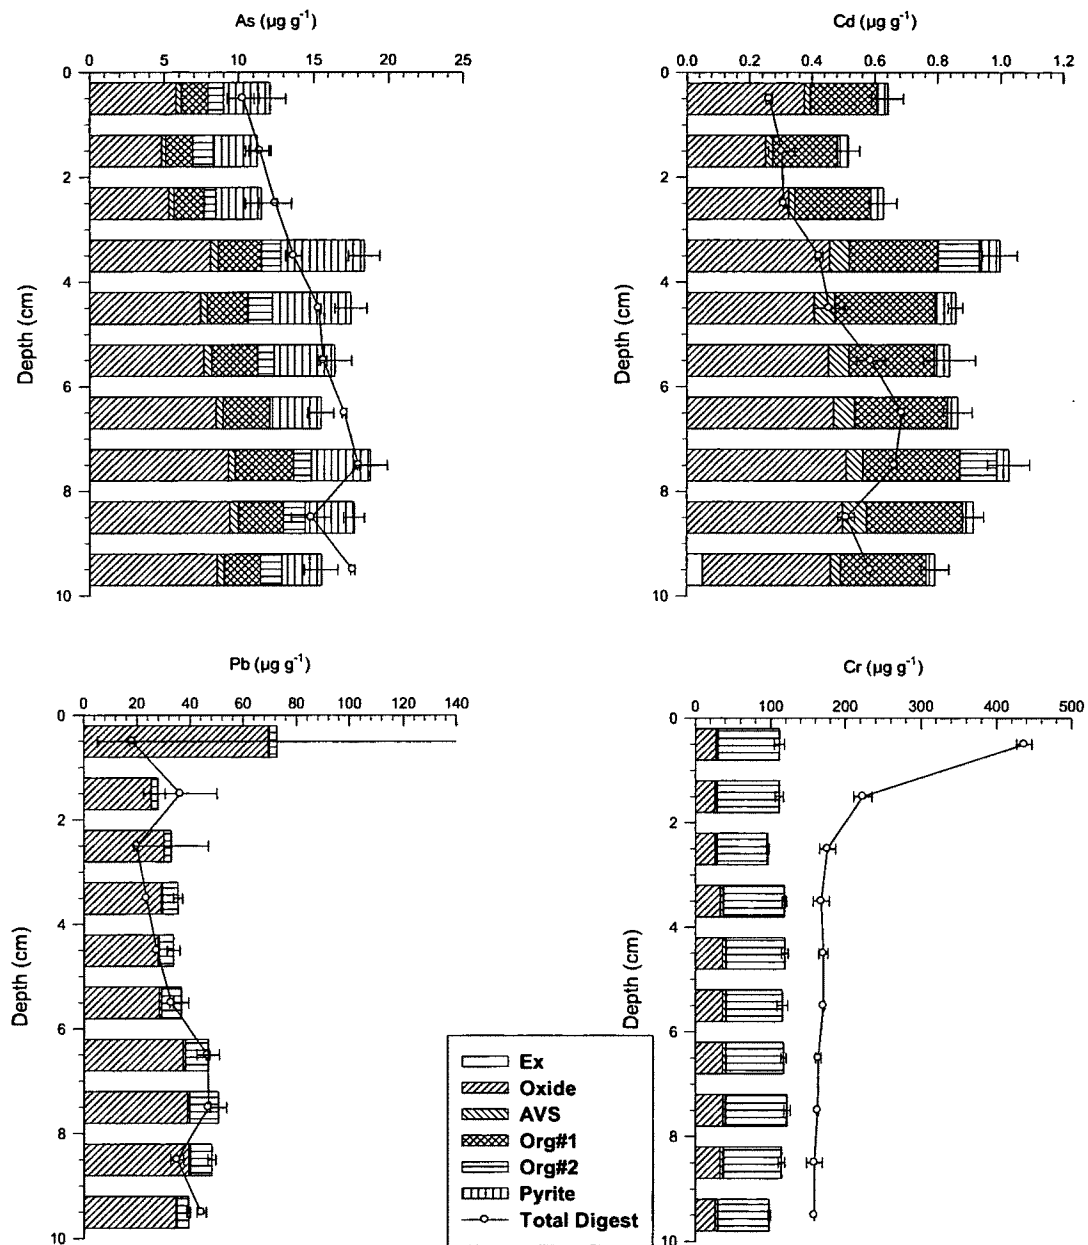 As (µg g-1)
0 5 10 15 20 25
0
2
4
6
8
10
Depth (cm)
Cd (µg g-1)
0.0 0.2 0.4 0.6 0.8 1.0 1.2
0
2
4
6
8
10
Depth (cm)
Pb (µg g-1)
0 20 40 60 80 100 120 140
0
2
4
6
8
10
Depth (cm)
Cr (µg g-1)
0 100 200 300 400 500
0
2
4
6
8
10
Depth (cm)
Ex
Oxide
AVS
Org#1
Org#2
Pyrite
Total Digest